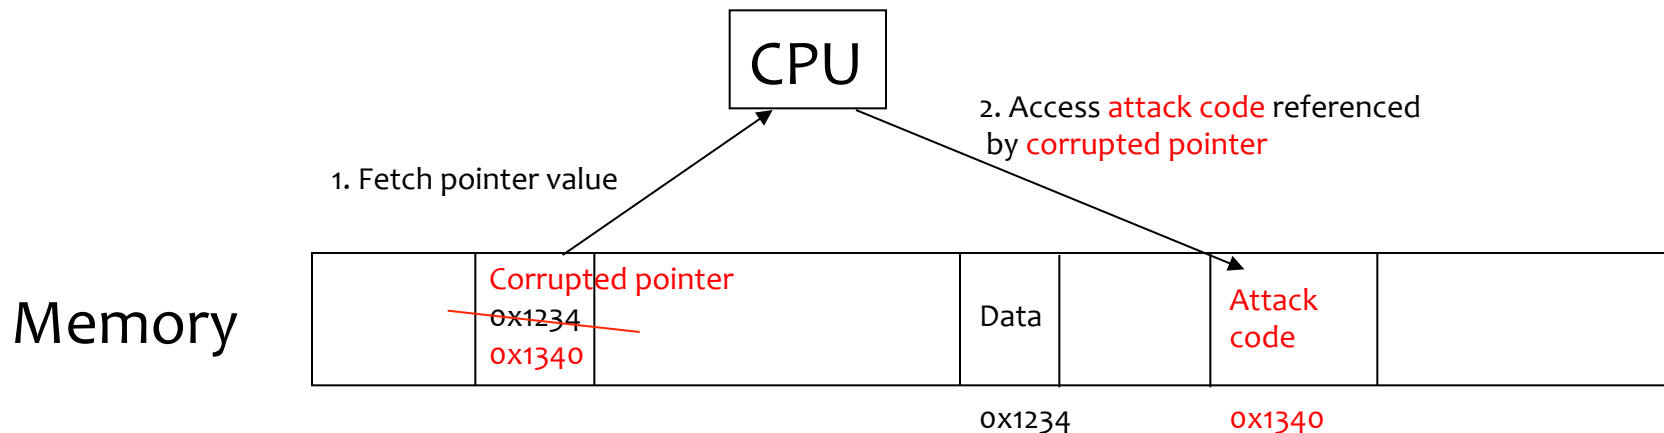 CPU
2. Access attack code referenced
by corrupted pointer
1. Fetch pointer value
Memory
Corrupted pointer
0x1234
0x1340
Data
Attack
code
0x1234
0x1340